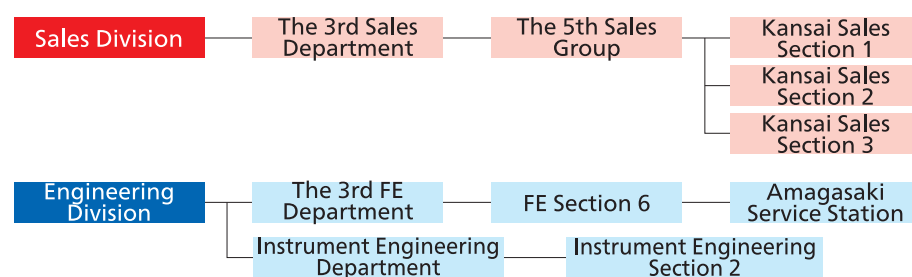 Sales Division
The 3rd Sales
Department
The 5th Sales
Group
Kansai Sales
Section 1
Kansai Sales
Section 2
Kansai Sales
Section 3
Engineering
Division
The 3rd FE
Department
FE Section 6
Amagasaki
Service Station
Instrument Engineering
Department
Instrument Engineering
Section 2